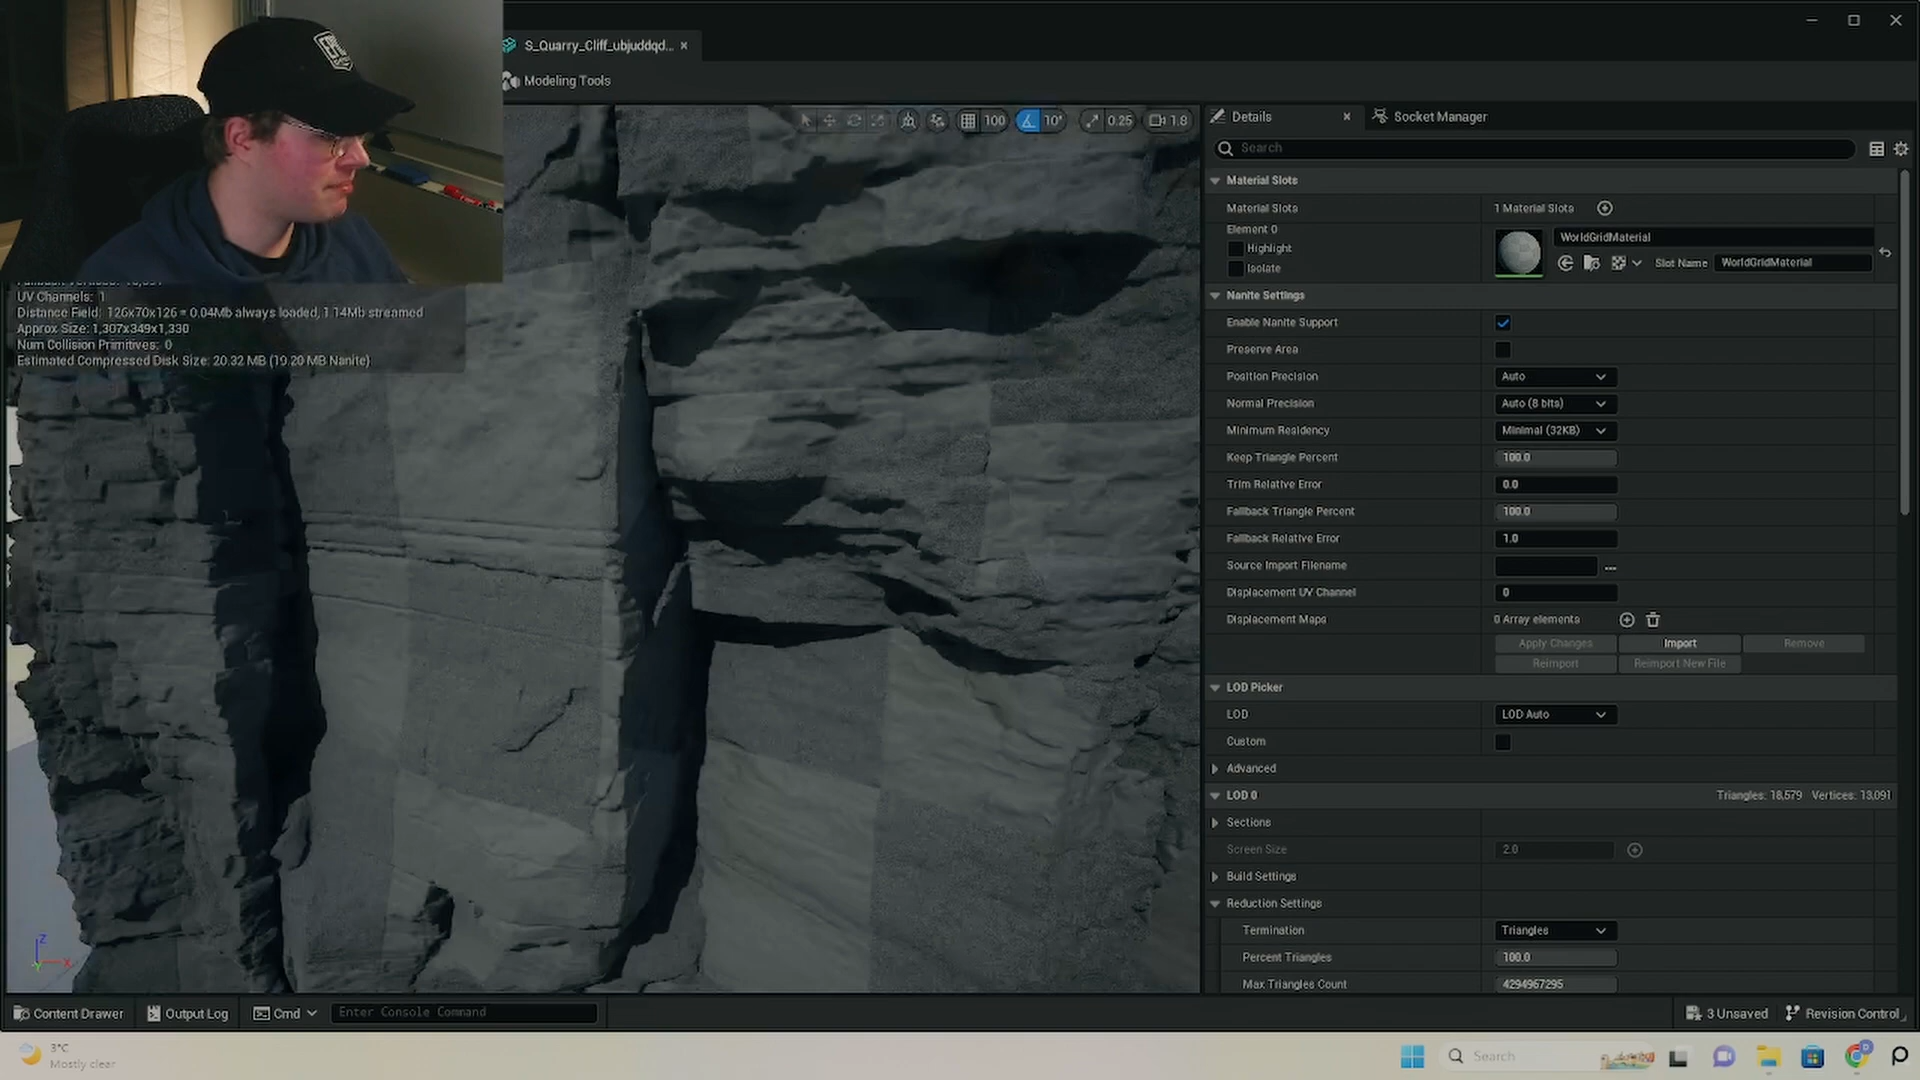 S_Quarry_Cliff_ubjuddqd...
Modeling Tools
100
10°
0.25
1.8
UV Channels: 1
Distance Field: 126x70x126 = 0.04Mb always loaded, 1.14Mb streamed
Approx Size: 1,307x349x1,330
Num Collision Primitives: 0
Estimated Compressed Disk Size: 20.32 MB (19.20 MB Nanite)
Details
Socket Manager
Search
Material Slots
Material Slots
1 Material Slots
Element 0
Highlight
Isolate
WorldGridMaterial
Slot Name
WorldGridMaterial
Nanite Settings
Enable Nanite Support
Preserve Area
Position Precision
Auto
Normal Precision
Auto (8 bits)
Minimum Residency
Minimal (32KB)
Keep Triangle Percent
100.0
Trim Relative Error
0.0
Fallback Triangle Percent
100.0
Fallback Relative Error
1.0
Source Import Filename
...
Displacement UV Channel
0
Displacement Maps
0 Array elements
Apply Changes
Import
Remove
Reimport
Reimport New File
LOD Picker
LOD
LOD Auto
Custom
Advanced
LOD 0
Triangles: 18,579 Vertices: 13,091
Sections
Screen Size
2.0
Build Settings
Reduction Settings
Termination
Triangles
Percent Triangles
100.0
Max Triangles Count
4294967295
Z
X
Content Drawer
Output Log
Cmd
Enter Console Command
3 Unsaved
Revision Control
3°C
Mostly clear
Search